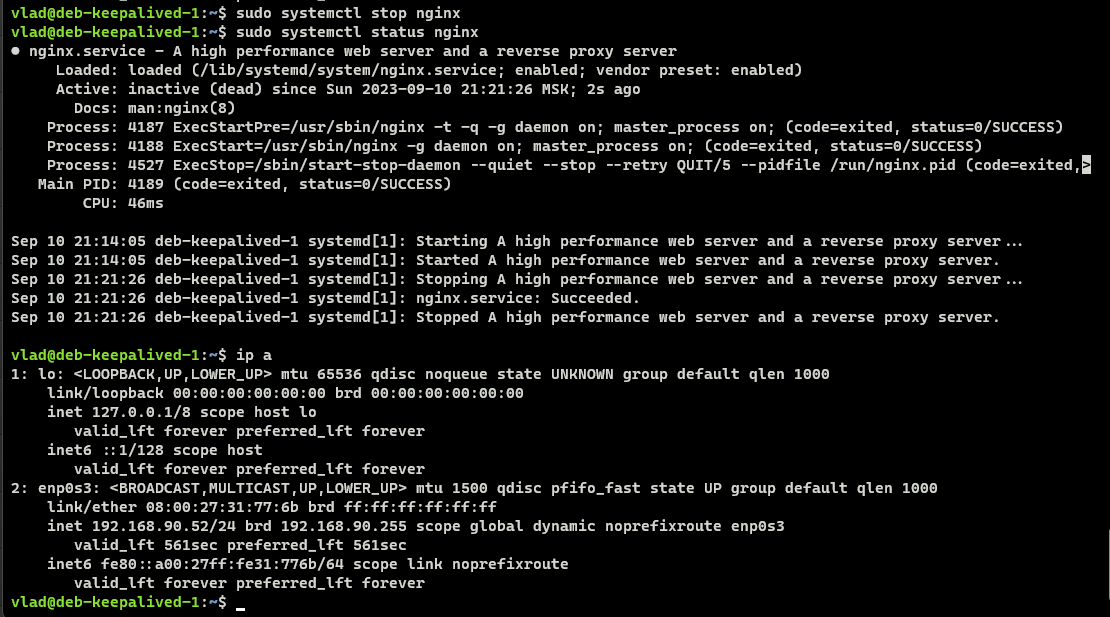 vlad@deb-keepalived-1:~$ sudo systemctl stop nginx
vlad@deb-keepalived-1:~$ sudo systemctl status nginx
● nginx.service - A high performance web server and a reverse proxy server
     Loaded: loaded (/lib/systemd/system/nginx.service; enabled; vendor preset: enabled)
     Active: inactive (dead) since Sun 2023-09-10 21:21:26 MSK; 2s ago
       Docs: man:nginx(8)
    Process: 4187 ExecStartPre=/usr/sbin/nginx -t -q -g daemon on; master_process on; (code=exited, status=0/SUCCESS)
    Process: 4188 ExecStart=/usr/sbin/nginx -g daemon on; master_process on; (code=exited, status=0/SUCCESS)
    Process: 4527 ExecStop=/sbin/start-stop-daemon --quiet --stop --retry QUIT/5 --pidfile /run/nginx.pid (code=exited,>
   Main PID: 4189 (code=exited, status=0/SUCCESS)
        CPU: 46ms
Sep 10 21:14:05 deb-keepalived-1 systemd[1]: Starting A high performance web server and a reverse proxy server...
Sep 10 21:14:05 deb-keepalived-1 systemd[1]: Started A high performance web server and a reverse proxy server.
Sep 10 21:21:26 deb-keepalived-1 systemd[1]: Stopping A high performance web server and a reverse proxy server...
Sep 10 21:21:26 deb-keepalived-1 systemd[1]: nginx.service: Succeeded.
Sep 10 21:21:26 deb-keepalived-1 systemd[1]: Stopped A high performance web server and a reverse proxy server.
vlad@deb-keepalived-1:~$ ip a
1: lo: <LOOPBACK,UP,LOWER_UP> mtu 65536 qdisc noqueue state UNKNOWN group default qlen 1000
    link/loopback 00:00:00:00:00:00 brd 00:00:00:00:00:00
    inet 127.0.0.1/8 scope host lo
       valid_lft forever preferred_lft forever
    inet6 ::1/128 scope host
       valid_lft forever preferred_lft forever
2: enp0s3: <BROADCAST,MULTICAST,UP,LOWER_UP> mtu 1500 qdisc pfifo_fast state UP group default qlen 1000
    link/ether 08:00:27:31:77:6b brd ff:ff:ff:ff:ff:ff
    inet 192.168.90.52/24 brd 192.168.90.255 scope global dynamic noprefixroute enp0s3
       valid_lft 561sec preferred_lft 561sec
    inet6 fe80::a00:27ff:fe31:776b/64 scope link noprefixroute
       valid_lft forever preferred_lft forever
vlad@deb-keepalived-1:~$